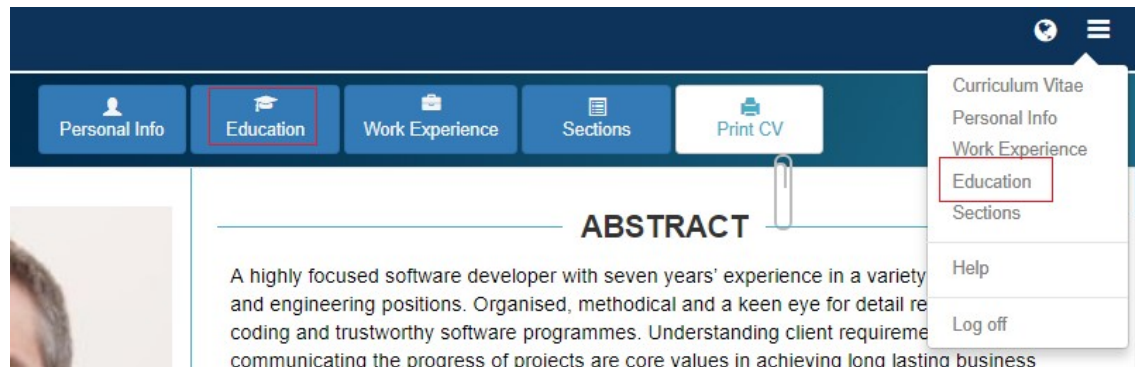 Personal Info
Education
Work Experience
Sections
Print CV
Curriculum Vitae
Personal Info
Work Experience
Education
Sections
Help
Log off
ABSTRACT
A highly focused software developer with seven years' experience in a variety
and engineering positions. Organised, methodical and a keen eye for detail re
coding and trustworthy software programmes. Understanding client requireme
communicating the progress of projects are core values in achieving long lasting business